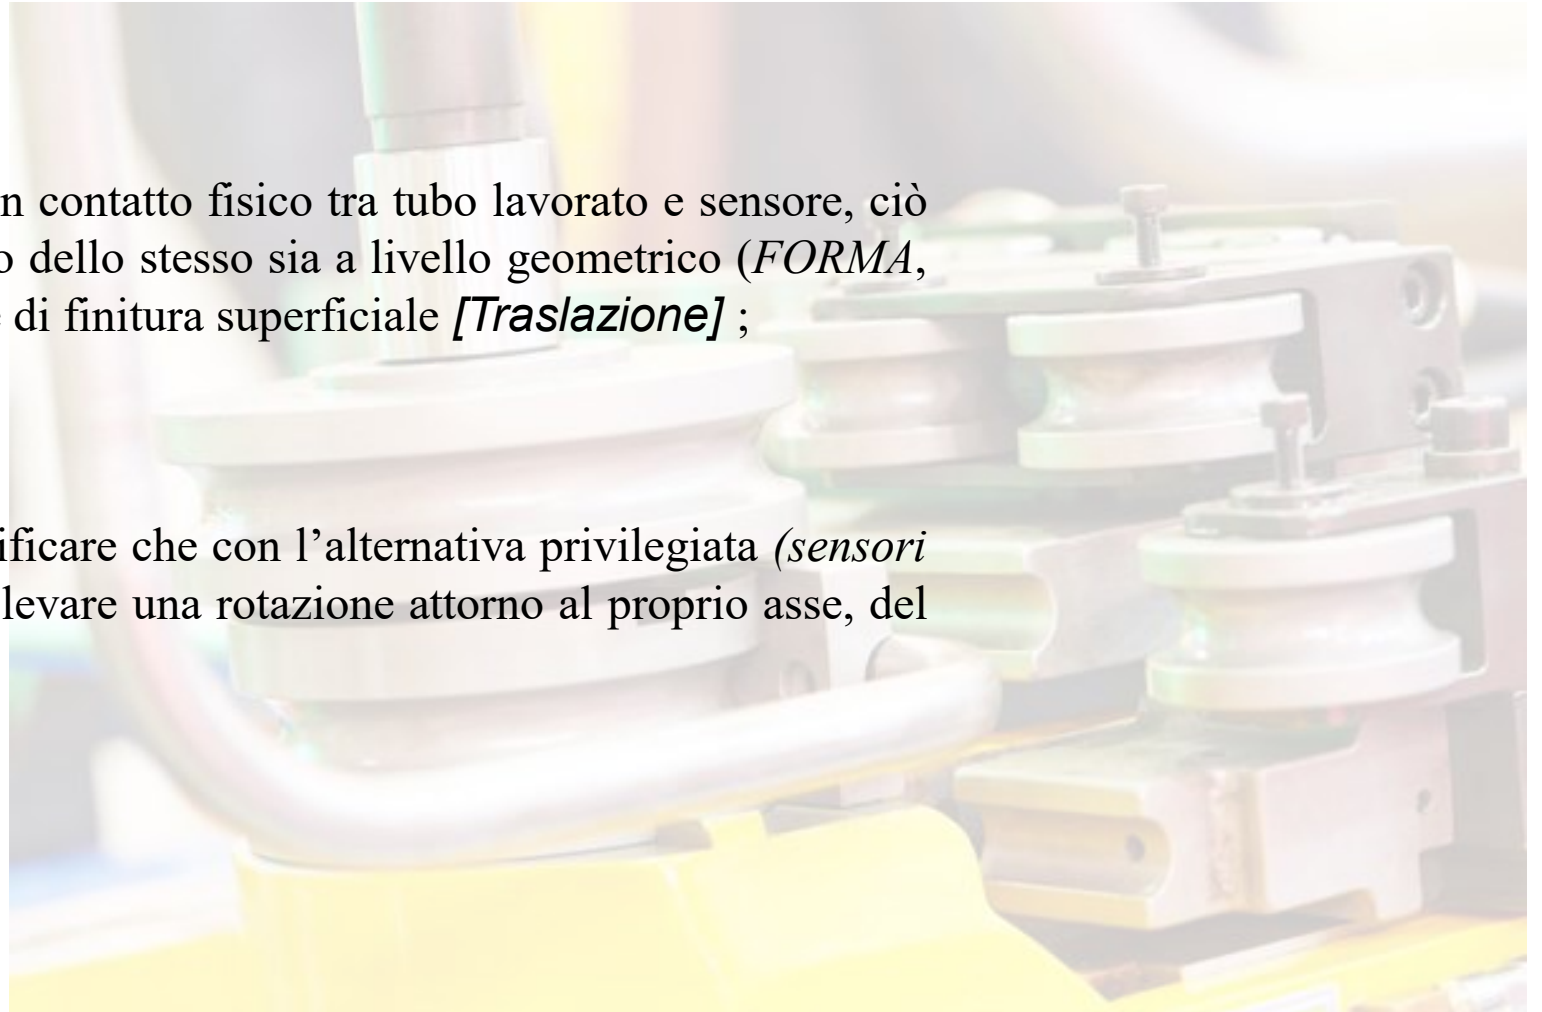 n contatto fisico tra tubo lavorato e sensore, ciò
o dello stesso sia a livello geometrico (FORMA,
e di finitura superficiale [Traslazione] ;
ificare che con l’alternativa privilegiata (sensori
levare una rotazione attorno al proprio asse, del